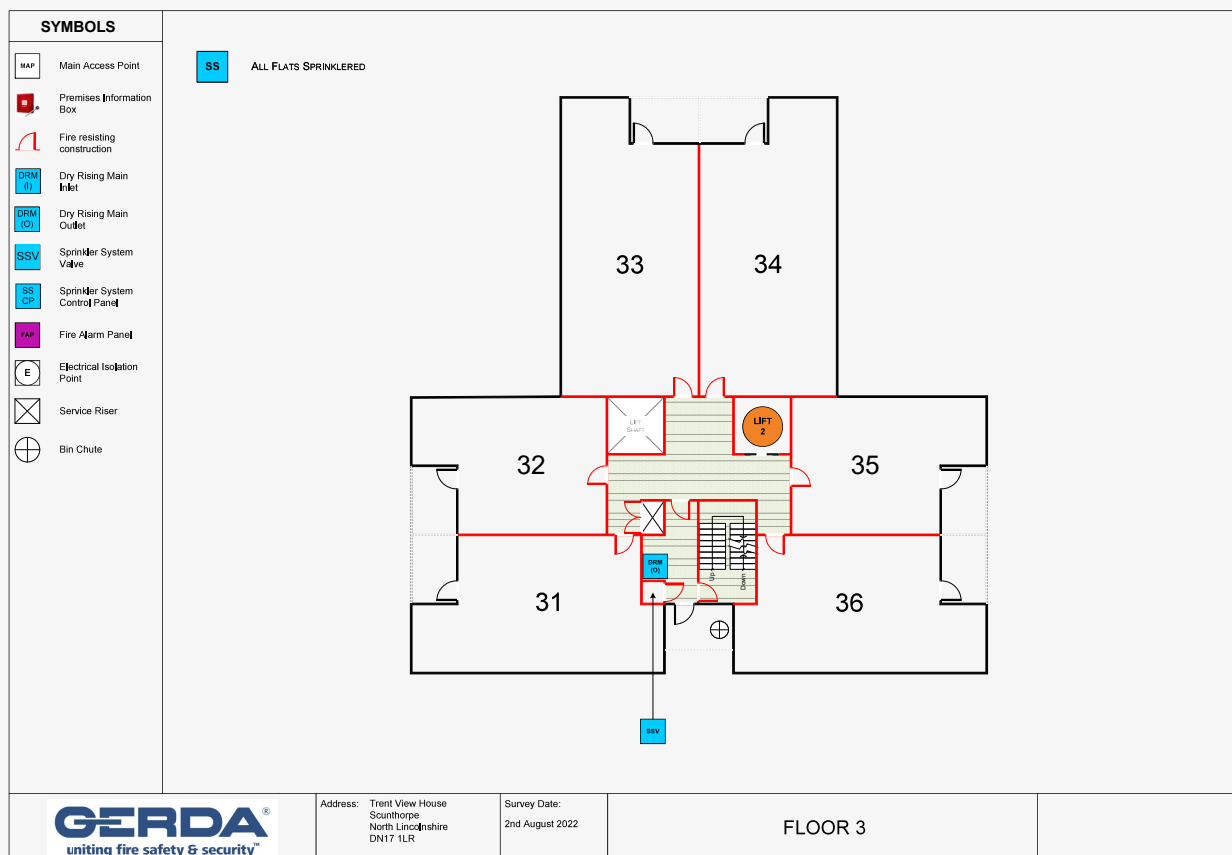 SYMBOLS
MAP
Main Access Point
Premises Information
Box
Fire resisting
construction
DRM
(I)
Dry Rising Main
Inlet
DRM
(O)
Dry Rising Main
Outlet
SSV
Sprinkler System
Valve
SS
CP
Sprinkler System
Control Panel
FAP
Fire Alarm Panel
E
Electrical Isolation
Point
Service Riser
Bin Chute
SS
ALL FLATS SPRINKLERED
33
34
LIFT
SHAFT
LIFT
2
32
35
DRM
(O)
Up
Down
31
36
SSV
GERDA®
uniting fire safety & security™
Address:
Trent View House
Scunthorpe
North Lincolnshire
DN17 1LR
Survey Date:
2nd August 2022
FLOOR 3